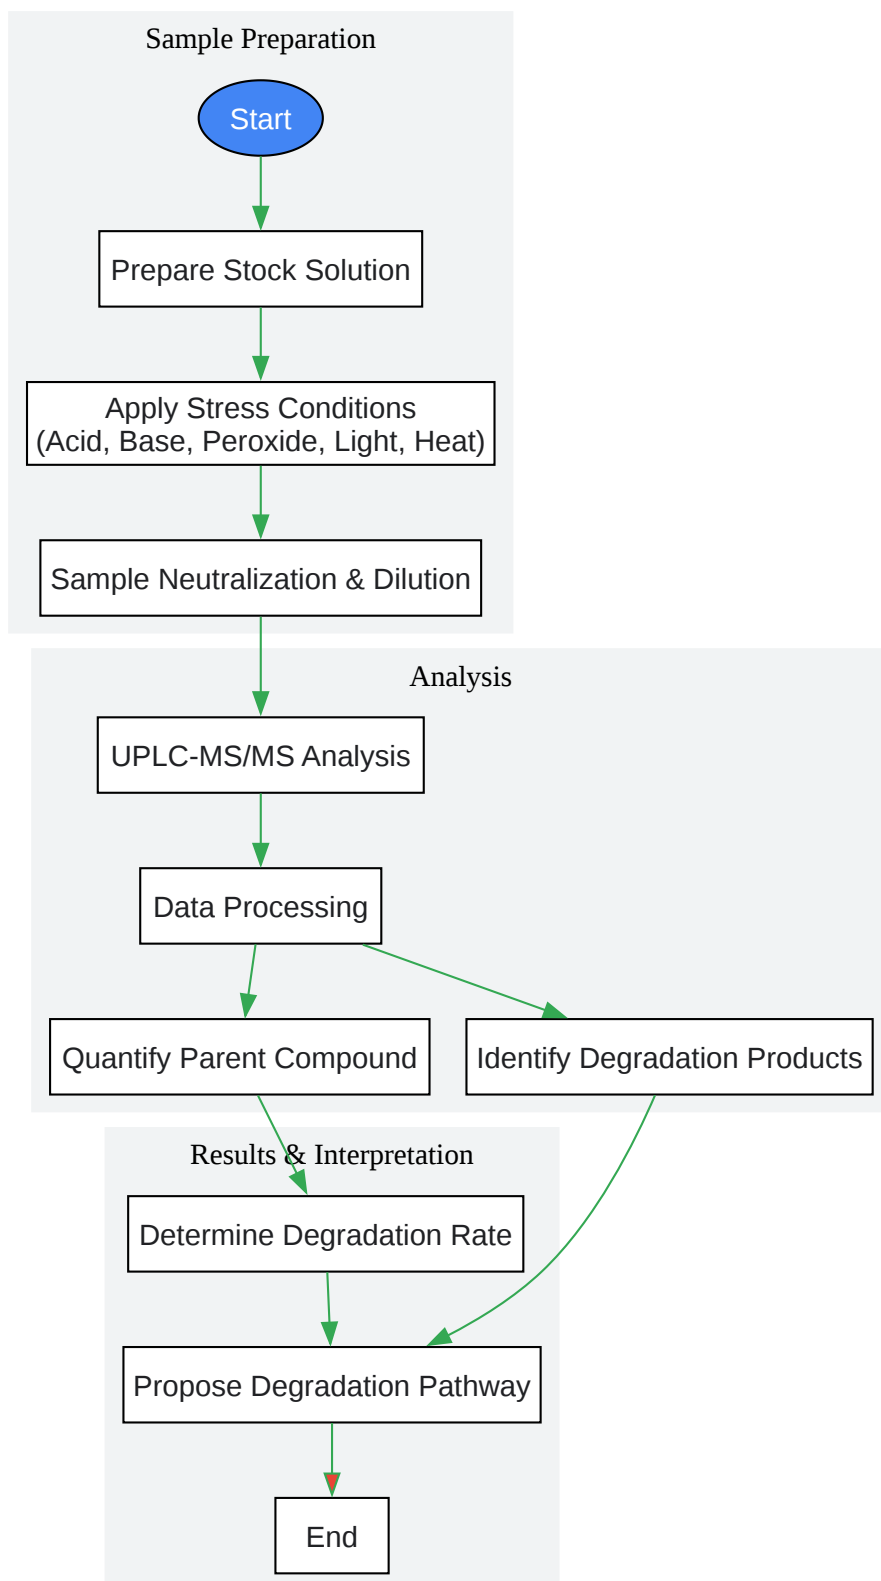 Sample Preparation
Start
Prepare Stock Solution
Apply Stress Conditions
(Acid, Base, Peroxide, Light, Heat)
Sample Neutralization & Dilution
Analysis
UPLC-MS/MS Analysis
Data Processing
Quantify Parent Compound
Identify Degradation Products
Results & Interpretation
Determine Degradation Rate
Propose Degradation Pathway
End